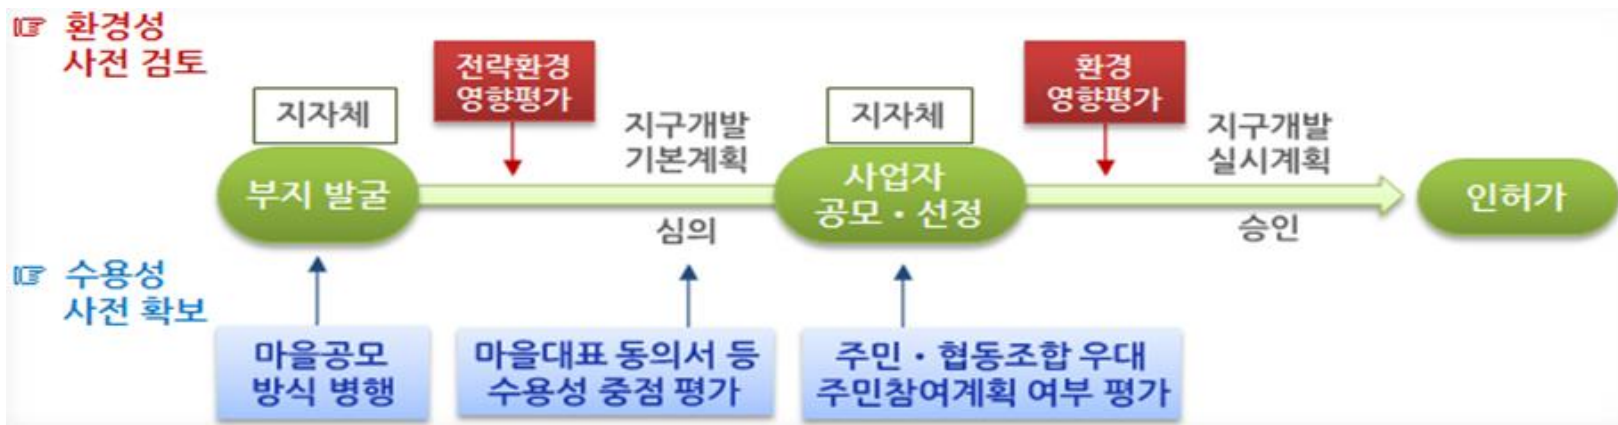 ☞ 환경성
사전 검토
전략환경
영향평가
환경
영향평가
지자체
지구개발
기본계획
지자체
지구개발
실시계획
부지 발굴
사업자
공모・선정
인허가
심의
승인
☞ 수용성
사전 확보
마을공모
방식 병행
마을대표 동의서 등
수용성 중점 평가
주민・협동조합 우대
주민참여계획 여부 평가